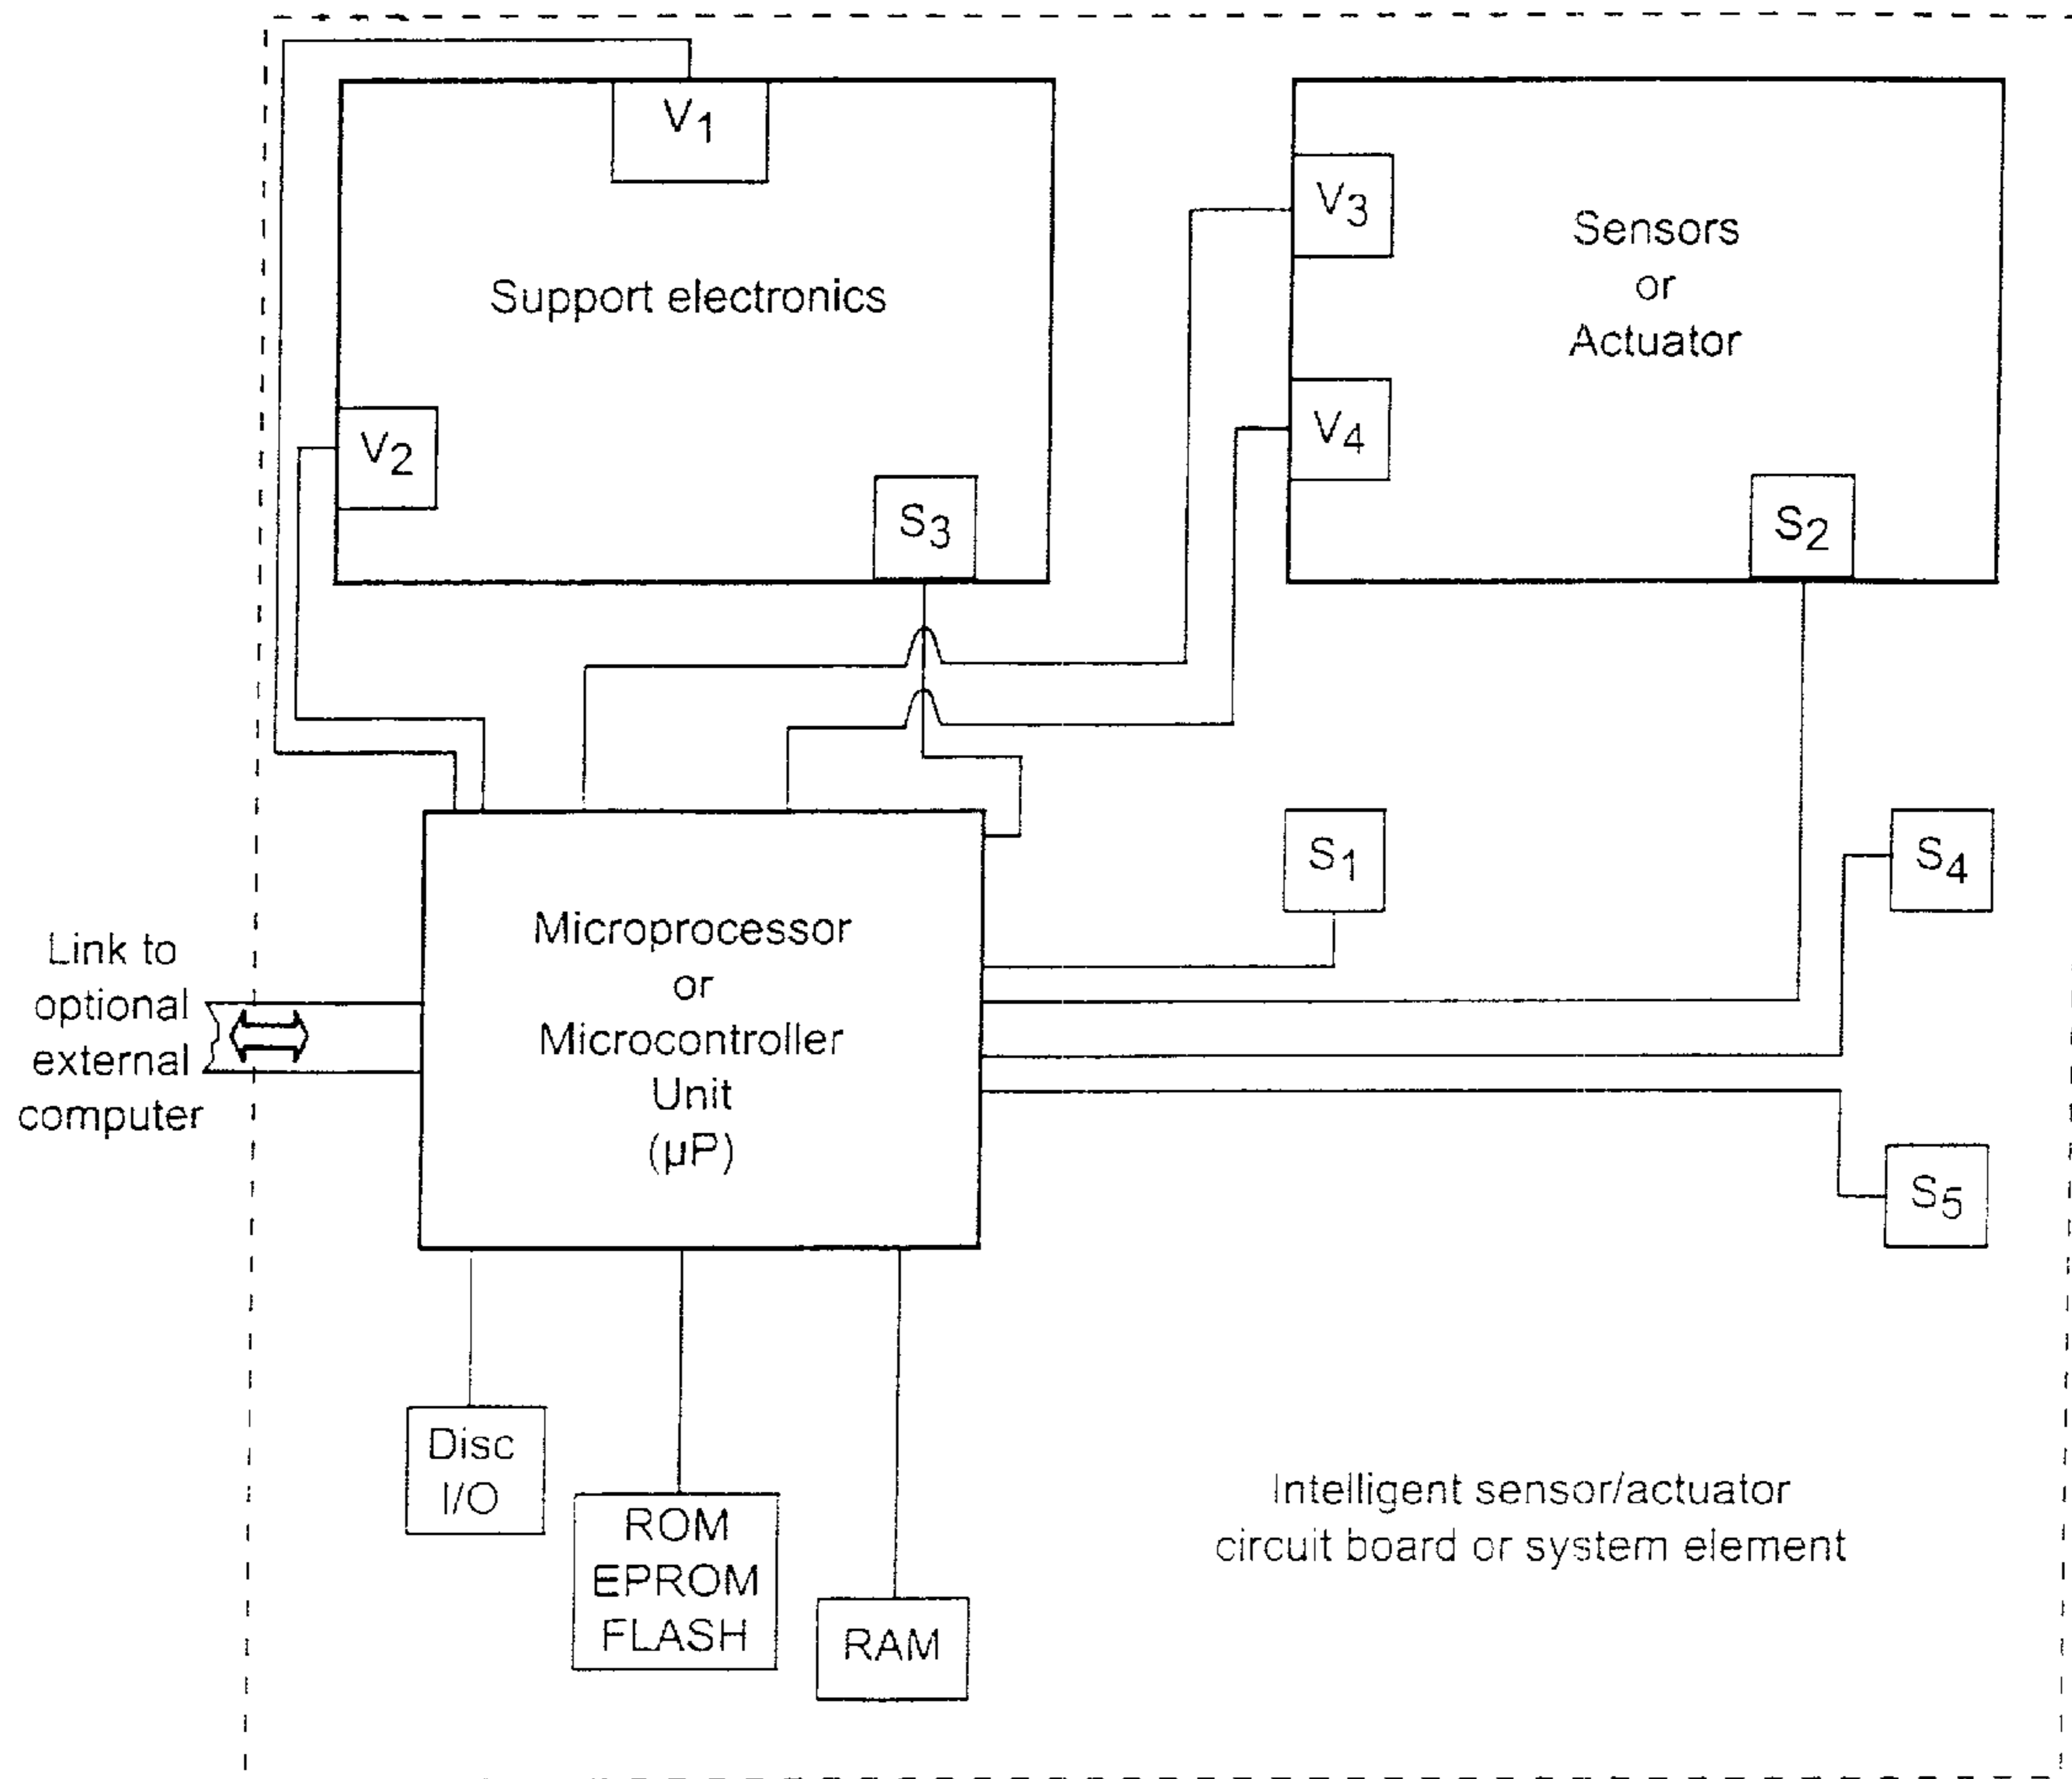 V1
Support electronics
V2
S3
V3
Sensors
or
Actuator
V4
S2
S1
S4
S5
Microprocessor
or
Microcontroller
Unit
(µP)
Link to
optional
external
computer
Disc
I/O
ROM
EPROM
FLASH
RAM
Intelligent sensor/actuator
circuit board or system element